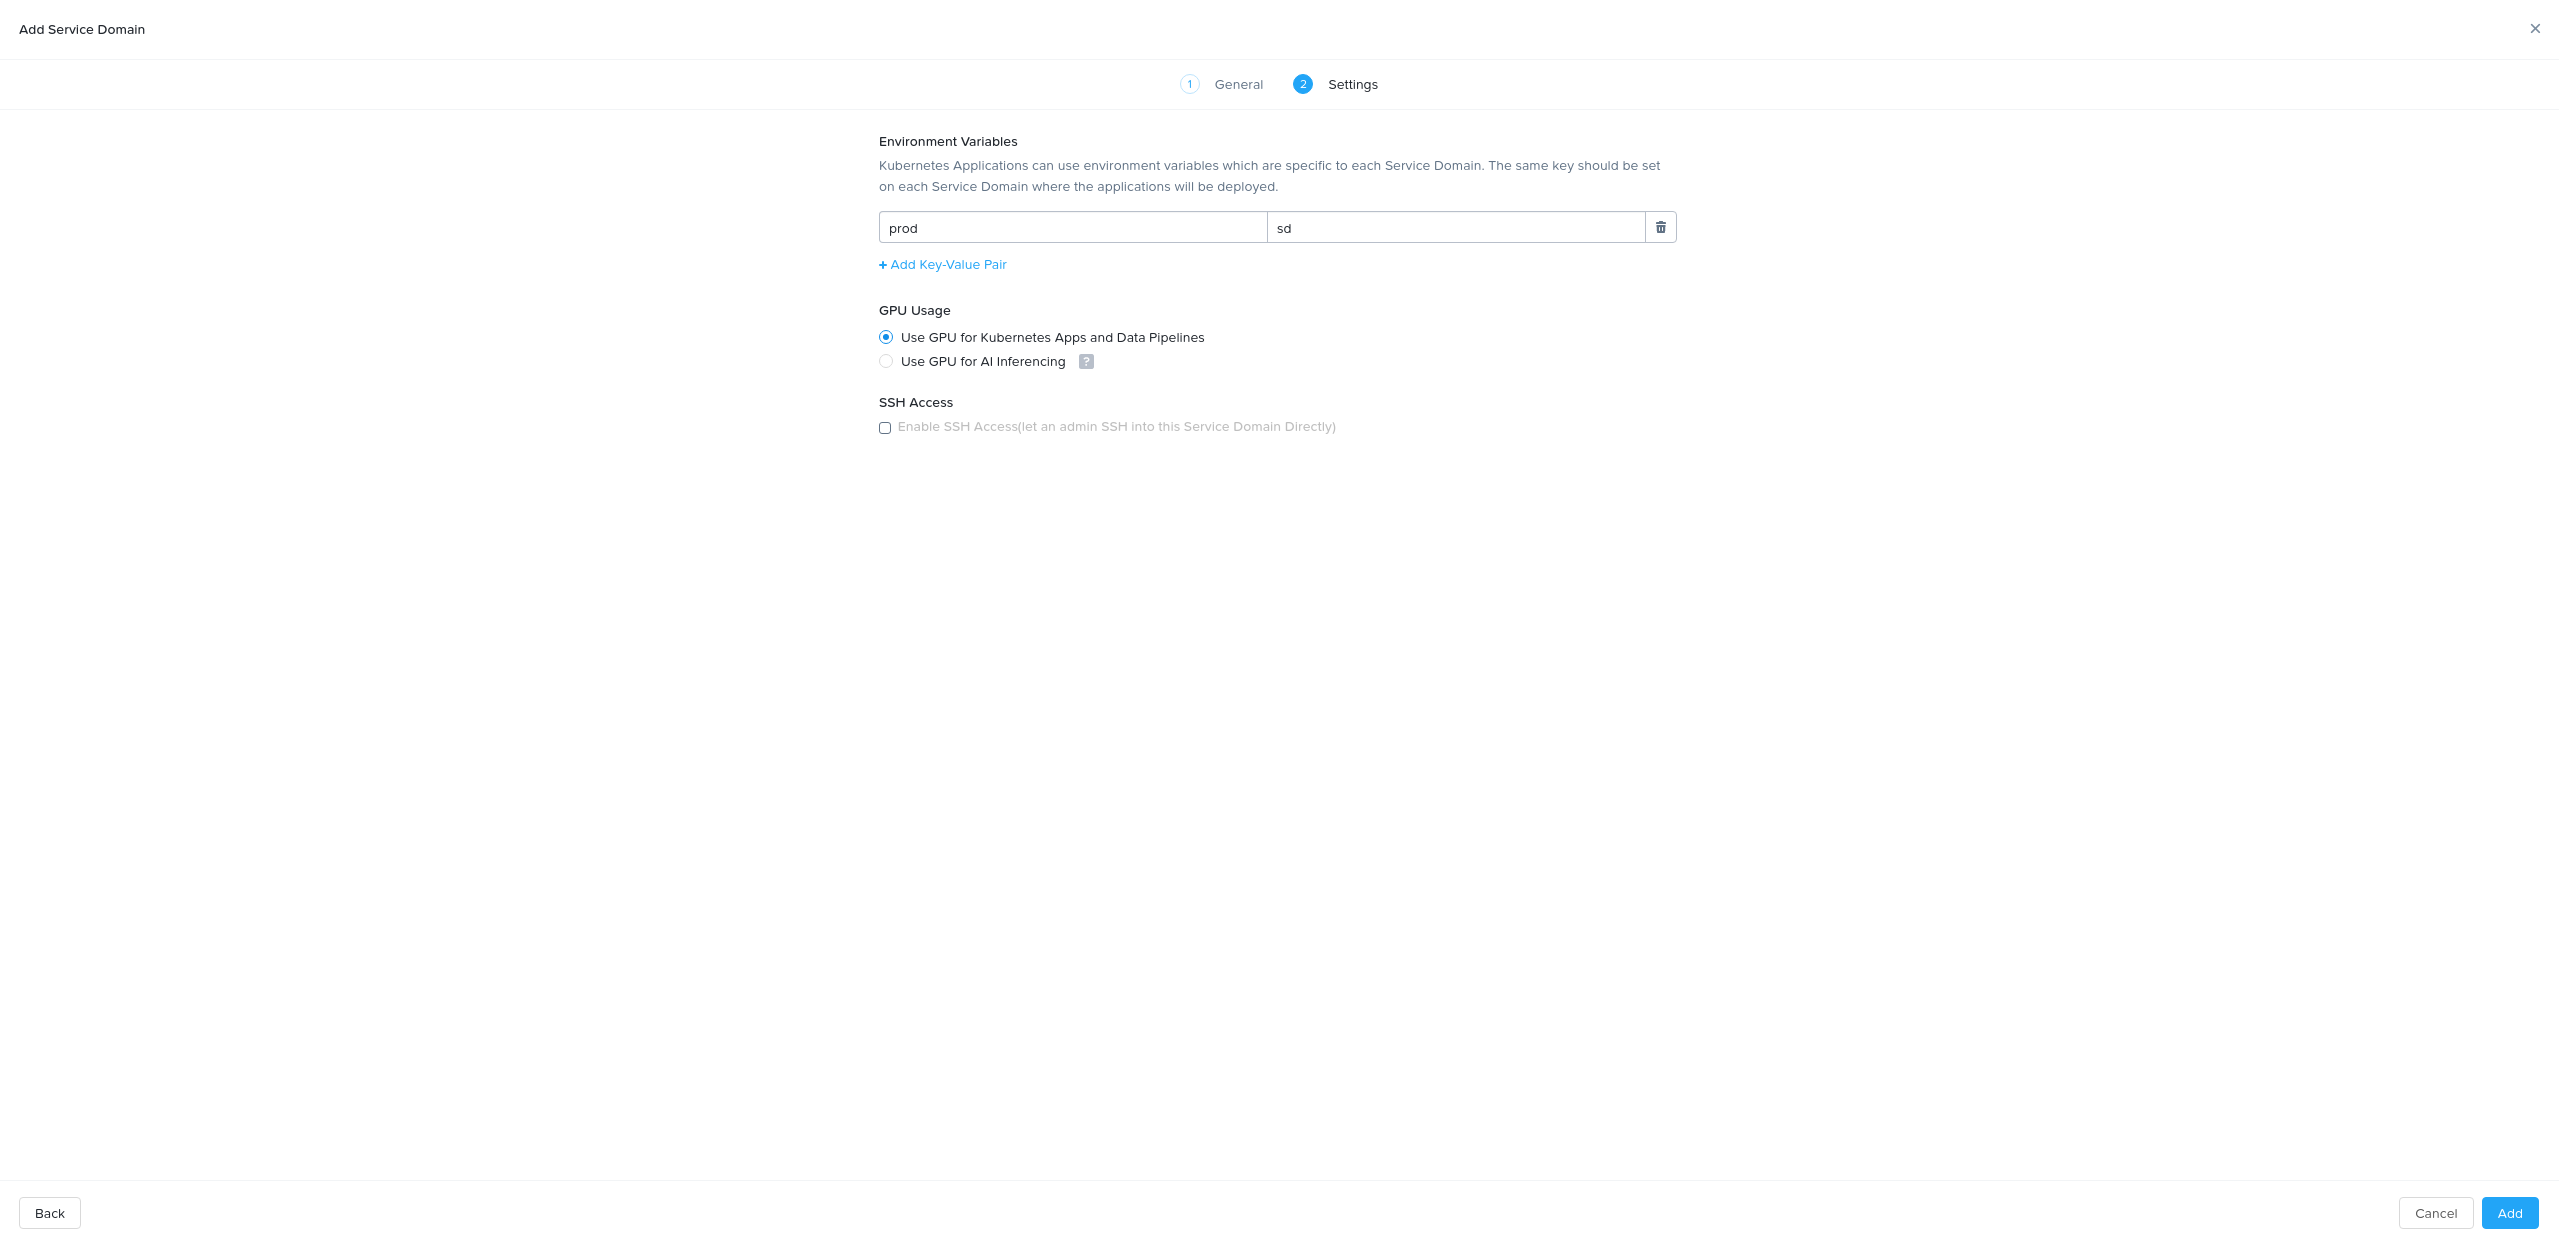 Add Service Domain
1 General 2 Settings
Environment Variables
Kubernetes Applications can use environment variables which are specific to each Service Domain. The same key should be set
on each Service Domain where the applications will be deployed.
prod sd
+ Add Key-Value Pair
GPU Usage
Use GPU for Kubernetes Apps and Data Pipelines
Use GPU for AI Inferencing ?
SSH Access
Enable SSH Access(let an admin SSH into this Service Domain Directly)
Back Cancel Add